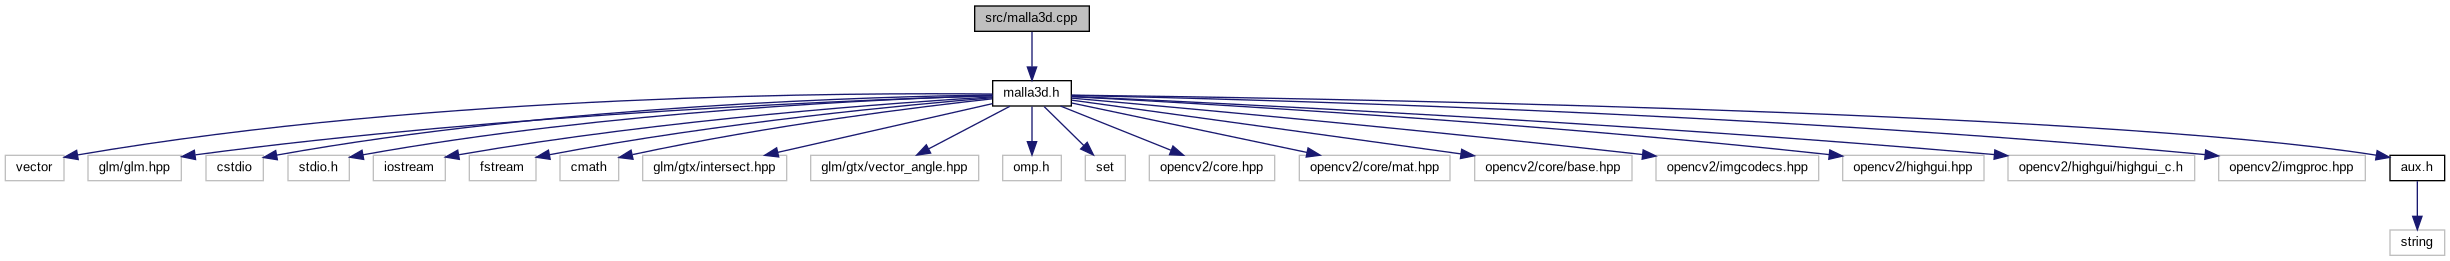 src/malla3d.cpp
malla3d.h
vector
glm/glm.hpp
cstdio
stdio.h
iostream
fstream
cmath
glm/gtx/intersect.hpp
glm/gtx/vector_angle.hpp
omp.h
set
opencv2/core.hpp
opencv2/core/mat.hpp
opencv2/core/base.hpp
opencv2/imgcodecs.hpp
opencv2/highgui.hpp
opencv2/highgui/highgui_c.h
opencv2/imgproc.hpp
aux.h
string